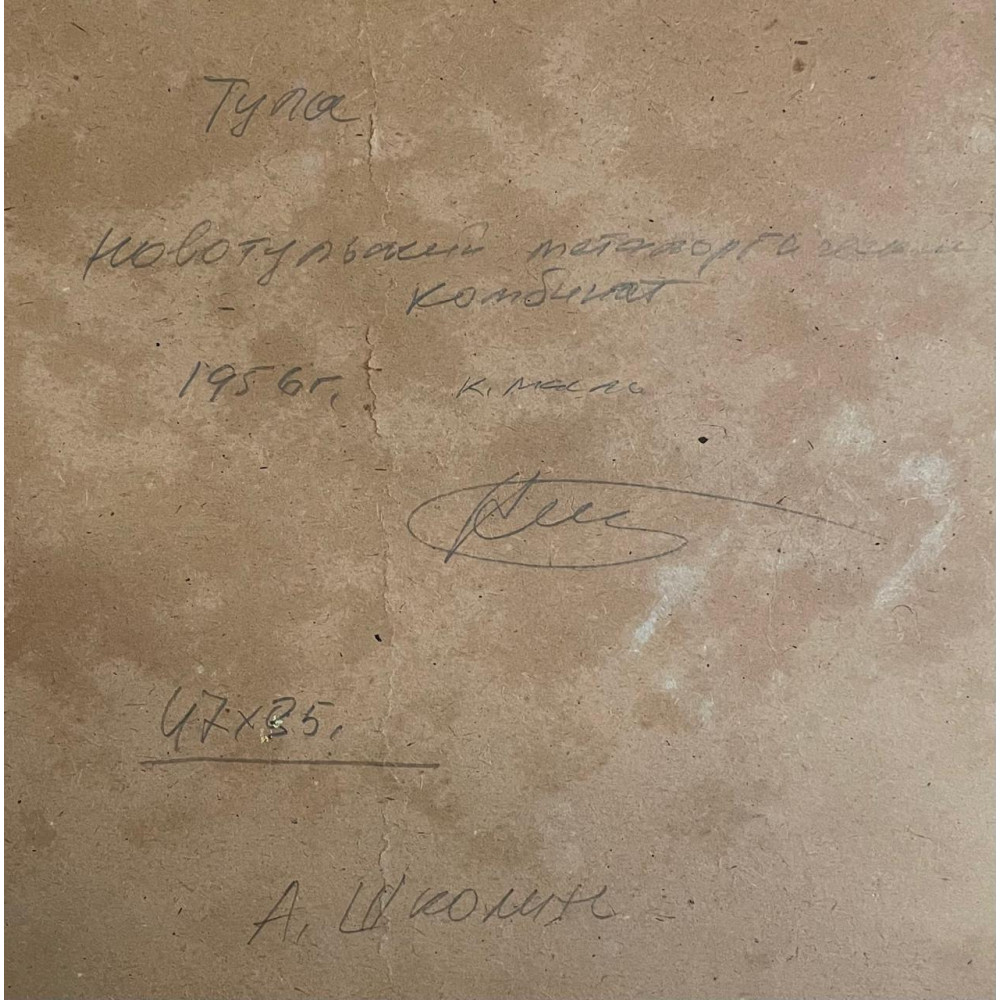 Тула
Новотульский металлургический
комбинат
1956г. к. масло
47х35.
А. Школин